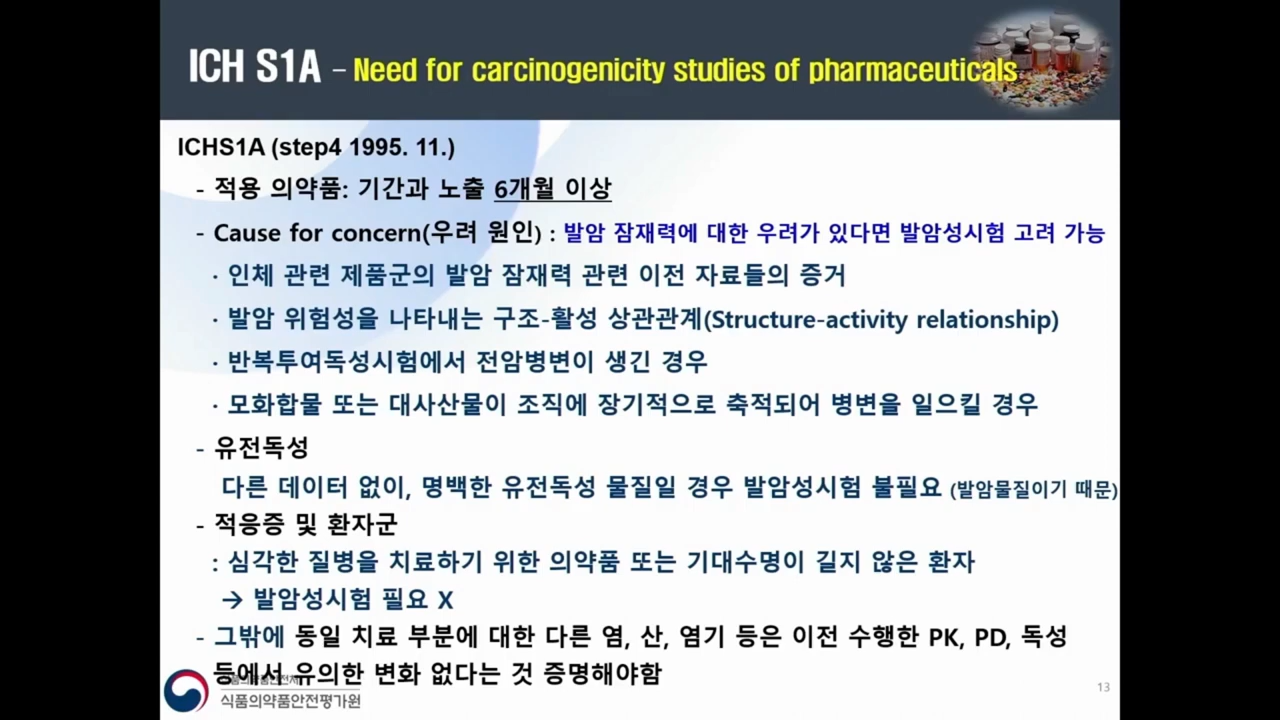 ICH S1A – Need for carcinogenicity studies of pharmaceuticals
ICHS1A (step4 1995. 11.)
- 적용 의약품: 기간과 노출 6개월 이상
- Cause for concern(우려 원인) : 발암 잠재력에 대한 우려가 있다면 발암성시험 고려 가능
· 인체 관련 제품군의 발암 잠재력 관련 이전 자료들의 증거
· 발암 위험성을 나타내는 구조-활성 상관관계(Structure-activity relationship)
· 반복투여독성시험에서 전암병변이 생긴 경우
· 모화합물 또는 대사산물이 조직에 장기적으로 축적되어 병변을 일으킬 경우
- 유전독성
다른 데이터 없이, 명백한 유전독성 물질일 경우 발암성시험 불필요 (발암물질이기 때문)
- 적응증 및 환자군
: 심각한 질병을 치료하기 위한 의약품 또는 기대수명이 길지 않은 환자
→ 발암성시험 필요 X
- 그밖에 동일 치료 부분에 대한 다른 염, 산, 염기 등은 이전 수행한 PK, PD, 독성
등에서 유의한 변화 없다는 것 증명해야함
식품의약품안전평가원
13